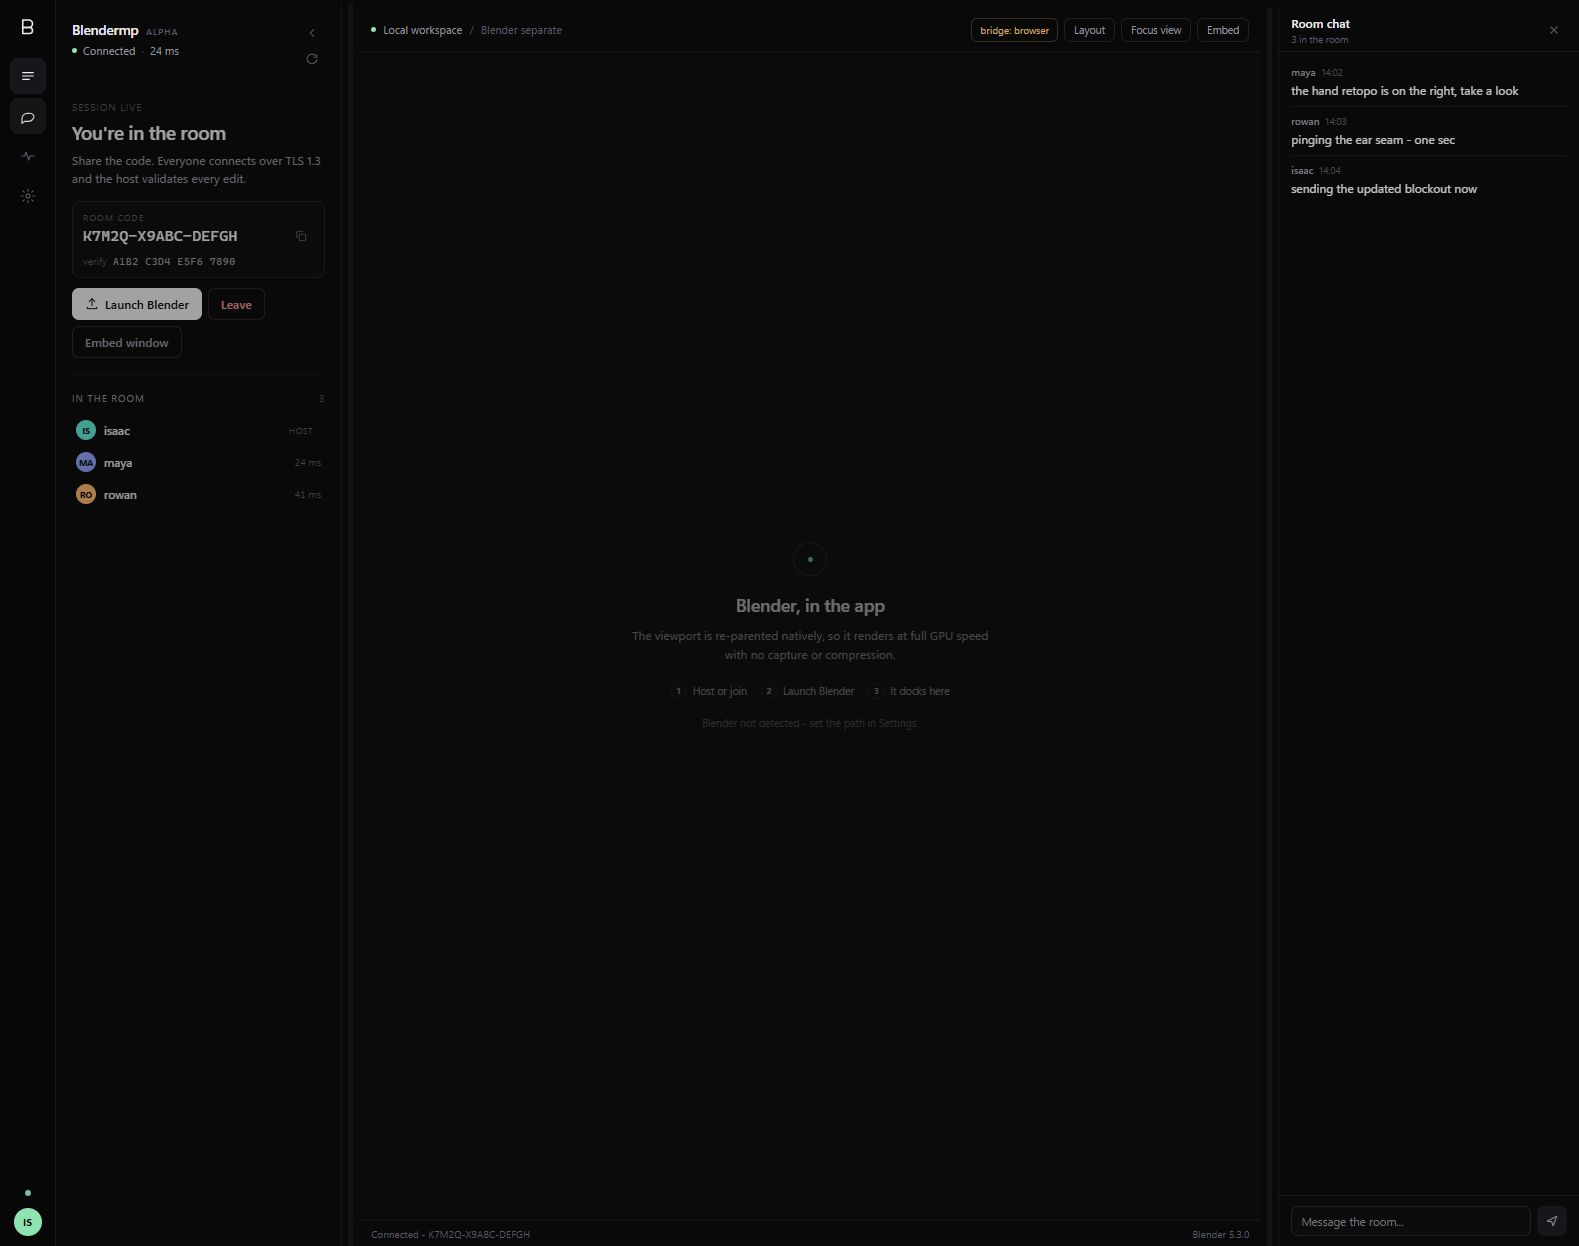 B
Blendermp ALPHA
Connected · 24 ms
SESSION LIVE
You're in the room
Share the code. Everyone connects over TLS 1.3
and the host validates every edit.
ROOM CODE
K7M2Q-X9ABC-DEFGH
verify A1B2 C3D4 E5F6 7890
Launch Blender
Leave
Embed window
IN THE ROOM 3
IS isaac HOST
MA maya 24 ms
RO rowan 41 ms
IS
Local workspace / Blender separate
bridge: browser
Layout
Focus view
Embed
Blender, in the app
The viewport is re-parented natively, so it renders at full GPU speed
with no capture or compression.
1 Host or join 2 Launch Blender 3 It docks here
Blender not detected - set the path in Settings.
Connected - K7M2Q-X9ABC-DEFGH
Blender 5.3.0
Room chat
3 in the room
maya 14:02
the hand retopo is on the right, take a look
rowan 14:03
pinging the ear seam - one sec
isaac 14:04
sending the updated blockout now
Message the room...